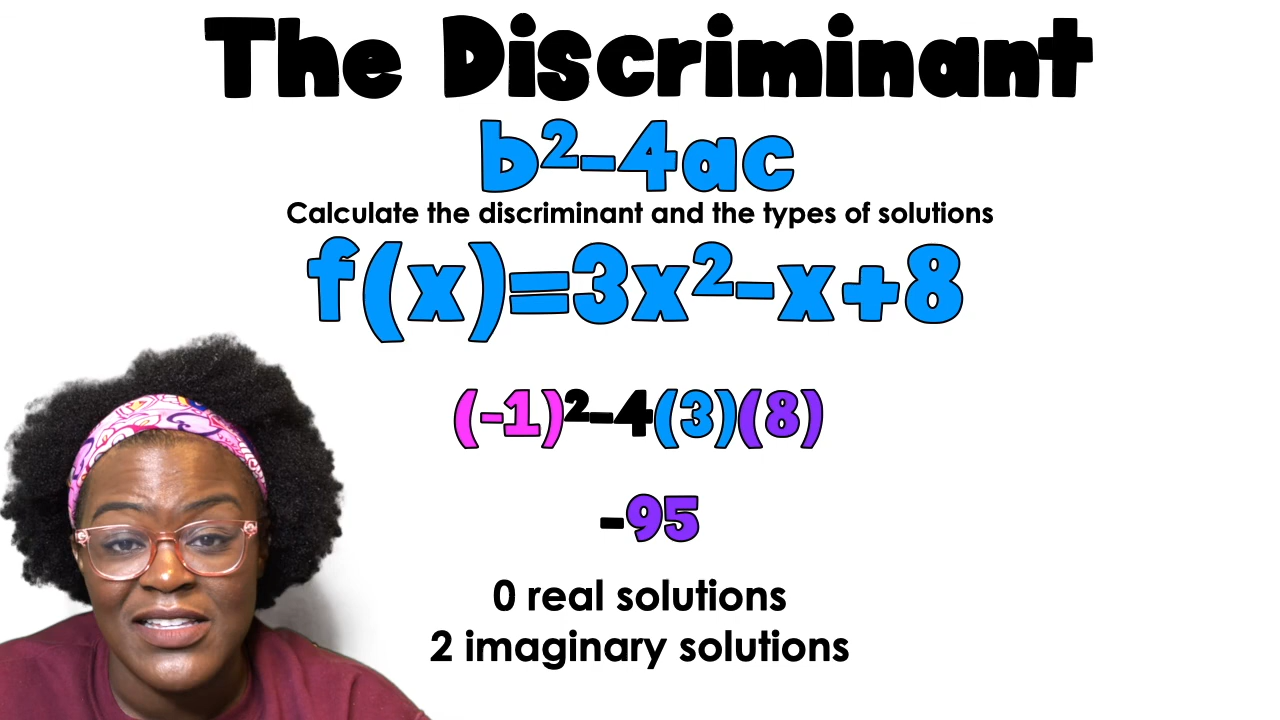 The Discriminant
b²-4ac
Calculate the discriminant and the types of solutions
f(x)=3x²-x+8
(-1)²-4(3)(8)
-95
0 real solutions
2 imaginary solutions